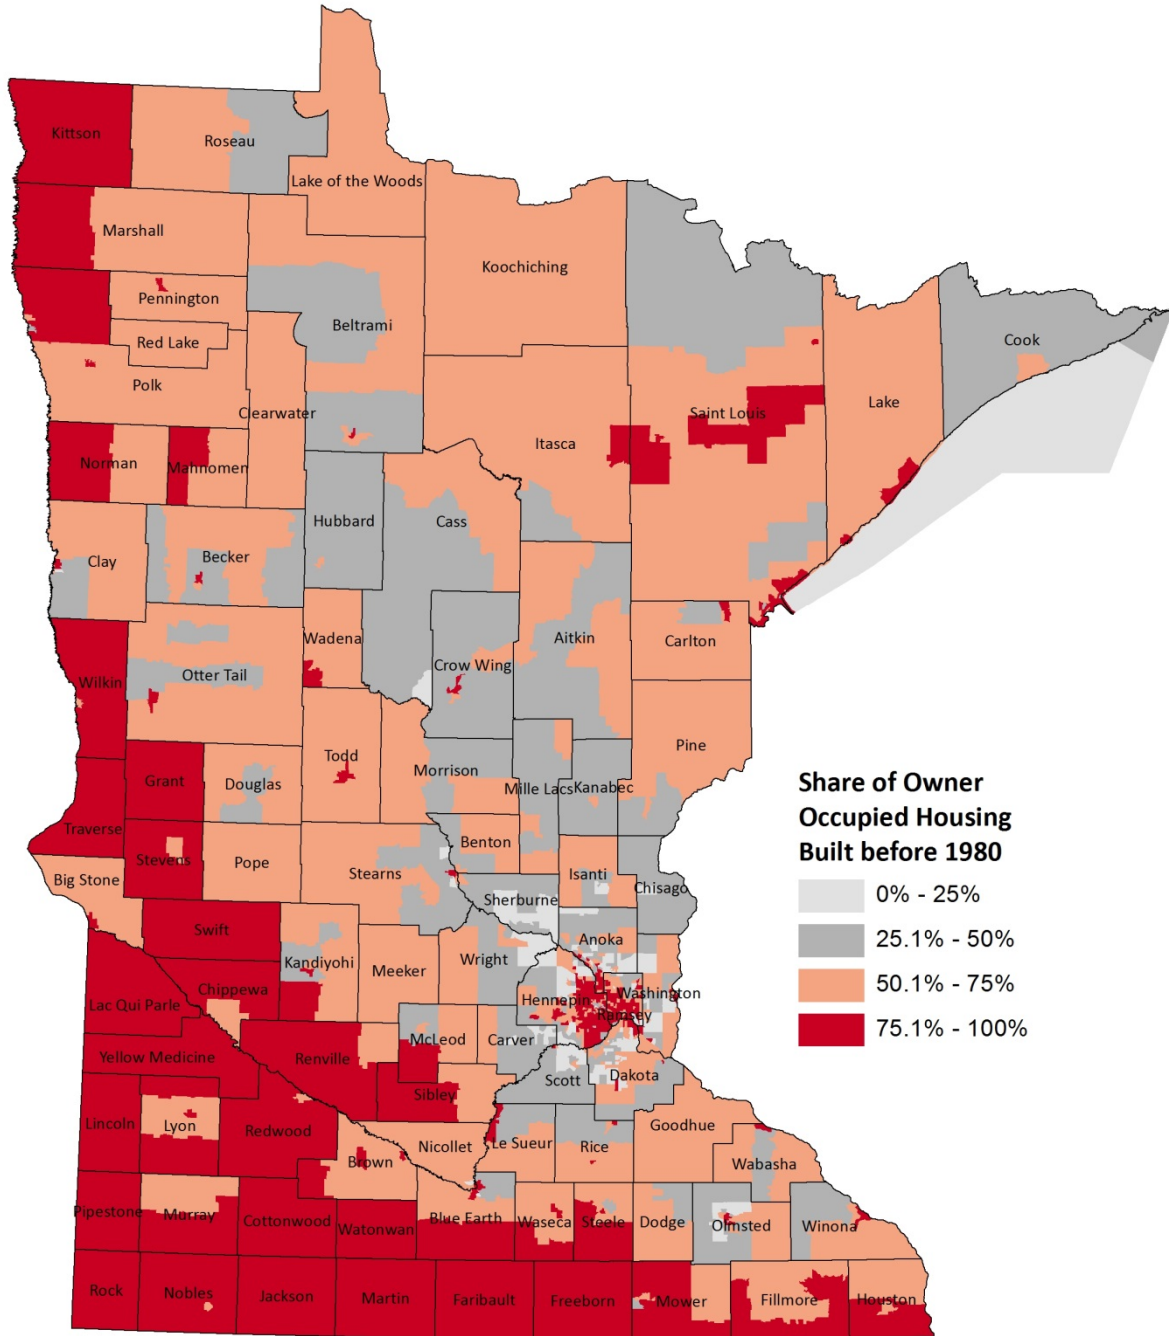 Kittson
Roseau
Lake of the Woods
Marshall
Koochiching
Pennington
Beltrami
Red Lake
Cook
Polk
Clearwater
Saint Louis
Lake
Itasca
Norman
Mahnomen
Hubbard
Cass
Clay
Becker
Wadena
Aitkin
Carlton
Crow Wing
Otter Tail
Wilkin
Pine
Todd
Grant
Douglas
Morrison
Mille Lacs
Kanabec
Traverse
Benton
Stevens
Pope
Stearns
Isanti
Big Stone
Chisago
Sherburne
Swift
Anoka
Kandiyohi
Meeker
Wright
Chippewa
Washington
Lac Qui Parle
Hennepin
Ramsey
McLeod
Carver
Yellow Medicine
Renville
Dakota
Scott
Sibley
Lincoln
Lyon
Redwood
Goodhue
Nicollet
Le Sueur
Rice
Brown
Wabasha
Pipestone
Murray
Cottonwood
Watonwan
Blue Earth
Waseca
Steele
Dodge
Olmsted
Winona
Rock
Nobles
Jackson
Martin
Faribault
Freeborn
Mower
Fillmore
Houston
Share of Owner
Occupied Housing
Built before 1980
0% - 25%
25.1% - 50%
50.1% - 75%
75.1% - 100%